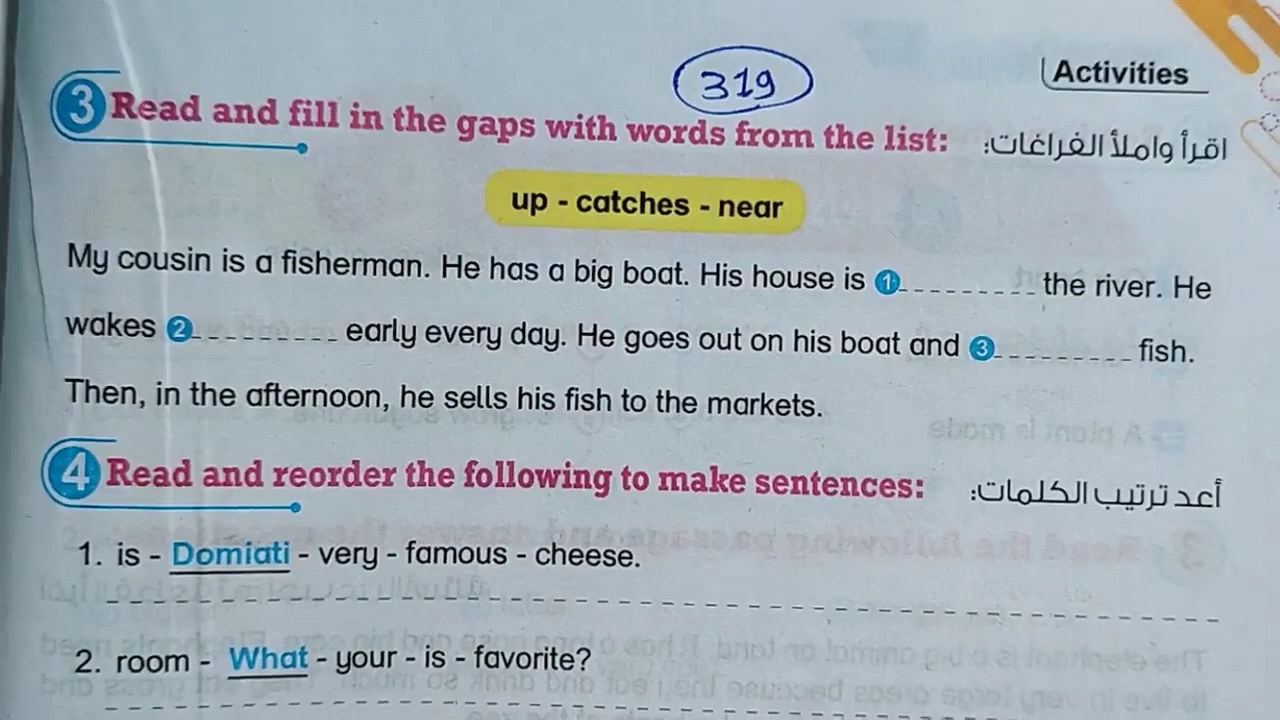 319
Activities
3 Read and fill in the gaps with words from the list: اقرأ واملأ الفراغات:
up - catches - near
My cousin is a fisherman. He has a big boat. His house is 1 _ _ _ _ _ _ _ _ _ the river. He
wakes 2 _ _ _ _ _ _ _ _ _ early every day. He goes out on his boat and 3 _ _ _ _ _ _ _ _ _ fish.
Then, in the afternoon, he sells his fish to the markets.
4 Read and reorder the following to make sentences: أعد ترتيب الكلمات:
1. is - Domiati - very - famous - cheese.
2. room - What - your - is - favorite?